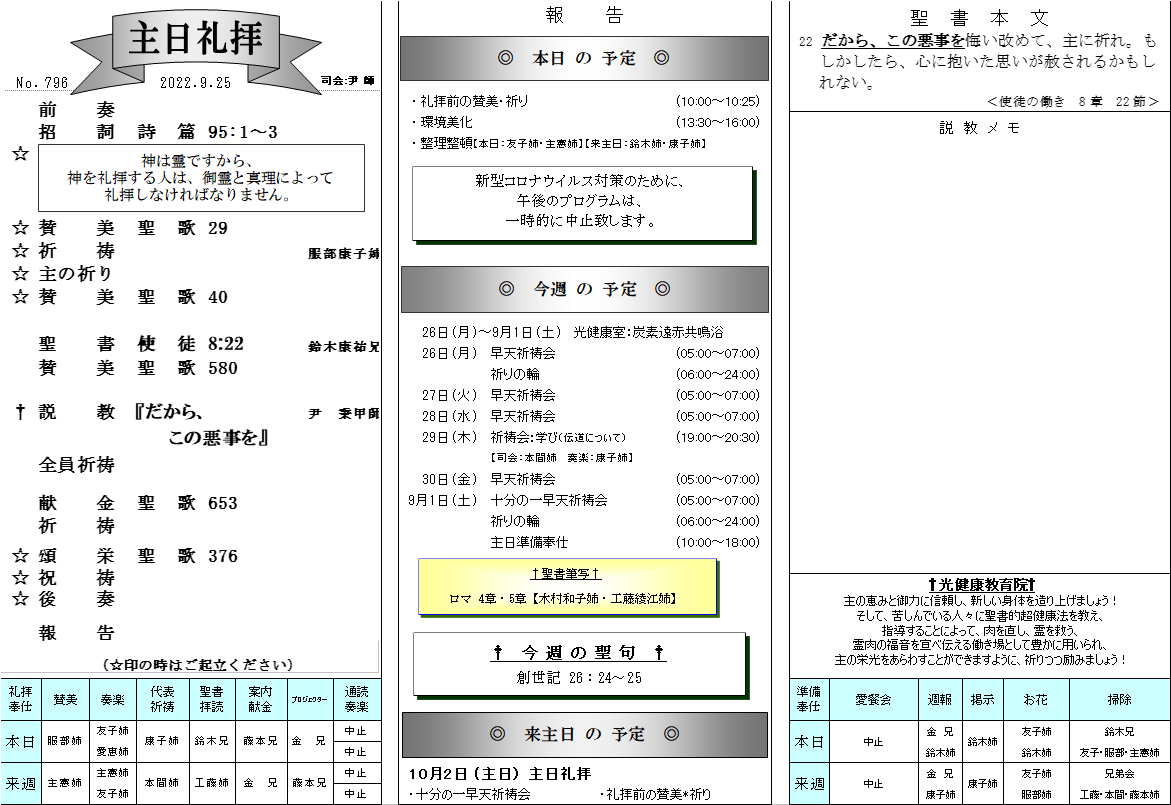 主日礼拝
No. 796
2022.9.25
司会:尹 師
前 奏
招 詞 詩 篇 95:1～3
☆
神は霊ですから、
神を礼拝する人は、御霊と真理によって
礼拝しなければなりません。
☆ 賛 美 聖 歌 29
☆ 祈 祷 服部康子姉
☆ 主の祈り
☆ 賛 美 聖 歌 40
聖 書 使 徒 8:22 鈴木康祐兄
賛 美 聖 歌 580
† 説 教 『だから、 尹 秉甲師
この悪事を』
全員祈祷
献 金 聖 歌 653
祈 祷
☆ 頌 栄 聖 歌 376
☆ 祝 祷
☆ 後 奏
報 告
(☆印の時はご起立ください)
礼拝奉仕 賛美 奏楽 代表祈祷 聖書拝読 案内献金 プロジェクター 通読奏楽
本日 服部姉 友子姉 愛恵姉 康子姉 鈴木兄 藤本兄 金 兄 中止 中止
来週 主憲姉 主憲姉 友子姉 本間姉 工藤姉 金 兄 藤本兄 中止 中止
報 告
◎ 本日 の 予定 ◎
・礼拝前の賛美・祈り (10:00～10:25)
・環境美化 (13:30～16:00)
・整理整頓【本日:友子姉・主憲姉】【来主日:鈴木姉・康子姉】
新型コロナウイルス対策のために、
午後のプログラムは、
一時的に中止致します。
◎ 今週 の 予定 ◎
26日(月)～9月1日(土) 光健康室:炭素遠赤共鳴浴
26日(月) 早天祈祷会 (05:00～07:00)
祈りの輪 (06:00～24:00)
27日(火) 早天祈祷会 (05:00～07:00)
28日(水) 早天祈祷会 (05:00～07:00)
29日(木) 祈祷会:学び(伝道について) (19:00～20:30)
【司会:本間姉 奏楽:康子姉】
30日(金) 早天祈祷会 (05:00～07:00)
9月1日(土) 十分の一早天祈祷会 (05:00～07:00)
祈りの輪 (06:00～24:00)
主日準備奉仕 (10:00～18:00)
†聖書筆写†
ロマ 4章・5章【木村和子姉・工藤綾江姉】
† 今週の聖句 †
創世記 26:24～25
◎ 来主日 の 予定 ◎
10月2日(主日) 主日礼拝
・十分の一早天祈祷会 ・礼拝前の賛美*祈り
聖書本文
22 だから、この悪事を悔い改めて、主に祈れ。も
しかしたら、心に抱いた思いが赦されるかもし
れない。
＜使徒の働き 8章 22節＞
説教メモ
†光健康教育院†
主の恵みと御力に信頼し、新しい身体を造り上げましょう!
そして、苦しんでいる人々に聖書的超健康法を教え、
指導することによって、肉を直し、霊を救う、
霊肉の福音を宣べ伝える働き場として豊かに用いられ、
主の栄光をあらわすことができますように、祈りつつ励みましょう!
準備奉仕 愛餐会 週報 掲示 お花 掃除
本日 中止 金 兄 鈴木姉 鈴木姉 友子姉 鈴木姉 鈴木兄 友子・服部・主憲姉
来週 中止 金 兄 康子姉 康子姉 友子姉 服部姉 兄弟会 工藤・本間・藤本姉